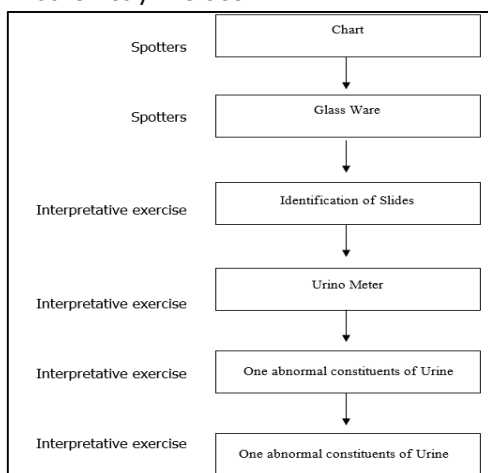 Chart
Spotters
Glass Ware
Spotters
Identification of Slides
Interpretative exercise
Urino Meter
Interpretative exercise
One abnormal constituents of Urine
Interpretative exercise
One abnormal constituents of Urine
Interpretative exercise